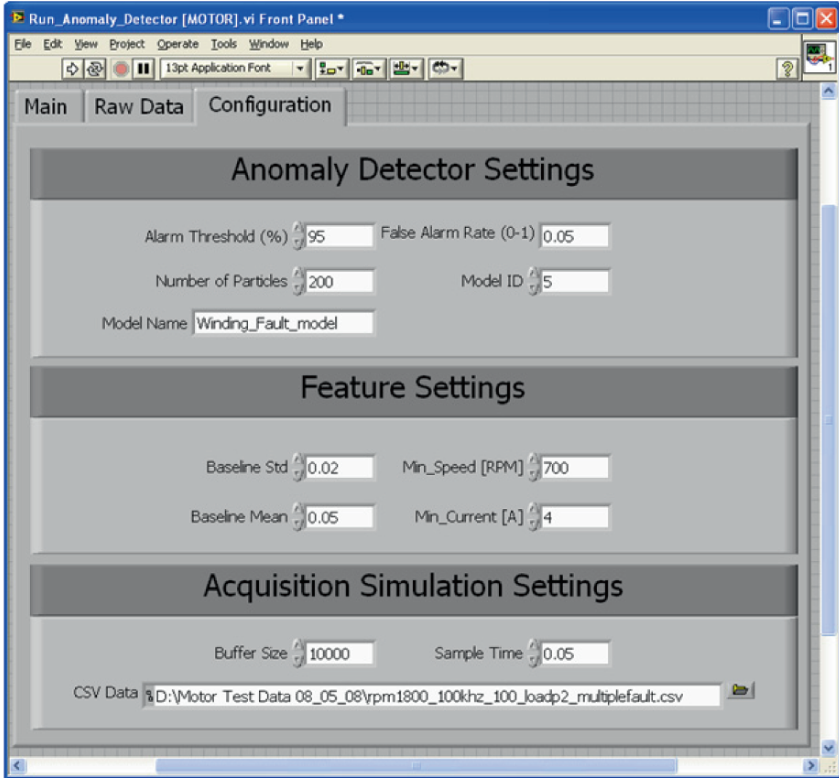 Run_Anomaly_Detector [MOTOR].vi Front Panel *
File Edit View Project Operate Tools Window Help
13pt Application Font
Main Raw Data Configuration
Anomaly Detector Settings
Alarm Threshold (%) 95 False Alarm Rate (0-1) 0.05
Number of Particles 200 Model ID 5
Model Name Winding_Fault_model
Feature Settings
Baseline Std 0.02 Min_Speed [RPM] 700
Baseline Mean 0.05 Min_Current [A] 4
Acquisition Simulation Settings
Buffer Size 10000 Sample Time 0.05
CSV Data D:\Motor Test Data 08_05_08\rpm1800_100khz_100_loadp2_multiplefault.csv